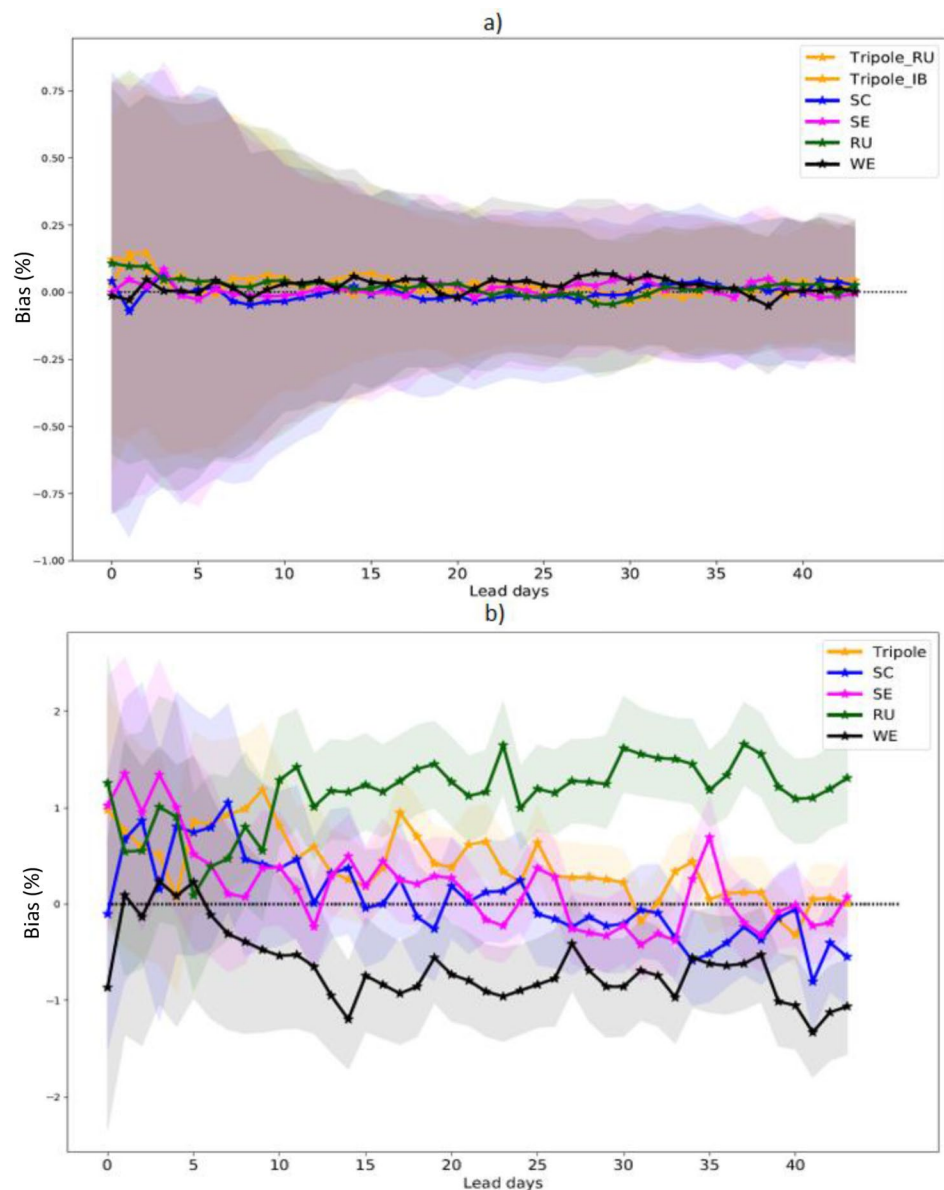 a)
0.75
0.50
0.25
0.00
−0.25
−0.50
−0.75
−1.00
Bias (%)
Tripole_RU
Tripole_IB
SC
SE
RU
WE
0 5 10 15 20 25 30 35 40
Lead days
b)
2
1
0
−1
−2
Bias (%)
Tripole
SC
SE
RU
WE
0 5 10 15 20 25 30 35 40
Lead days